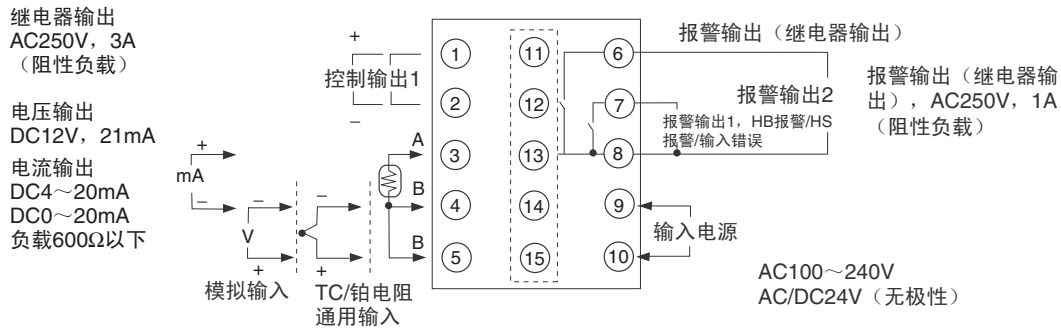 继电器输出
AC250V，3A
（阻性负载）
电压输出
DC12V，21mA
电流输出
DC4～20mA
DC0～20mA
负载600Ω以下
+
控制输出1
−
+
mA
−
−
V
+
模拟输入
−
+
TC/铂电阻
通用输入
A
B
B
1
2
3
4
5
11
12
13
14
15
6
7
8
9
10
报警输出（继电器输出）
报警输出2
报警输出1，HB报警/HS
报警/输入错误
报警输出（继电器输
出），AC250V，1A
（阻性负载）
输入电源
AC100～240V
AC/DC24V（无极性）